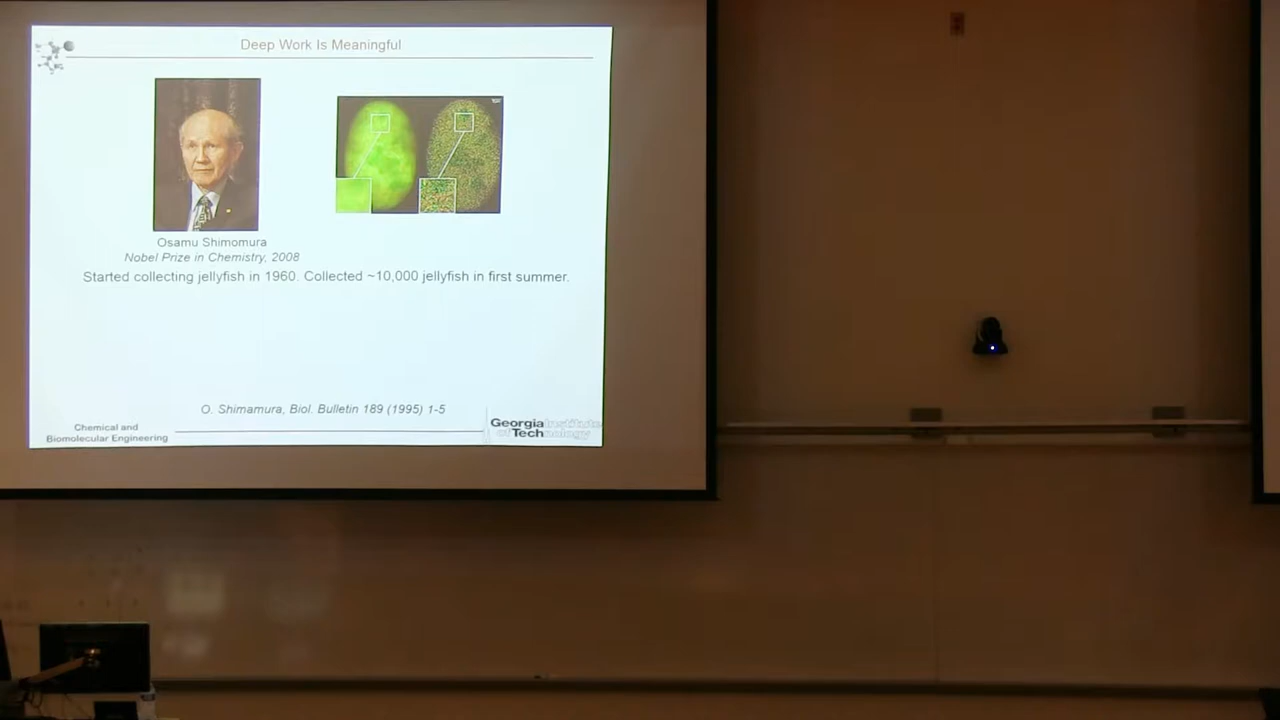 Deep Work Is Meaningful
Osamu Shimomura
Nobel Prize in Chemistry, 2008
Started collecting jellyfish in 1960. Collected ~10,000 jellyfish in first summer.
O. Shimamura, Biol. Bulletin 189 (1995) 1-5
Chemical and
Biomolecular Engineering
Georgia Institute
of Technology